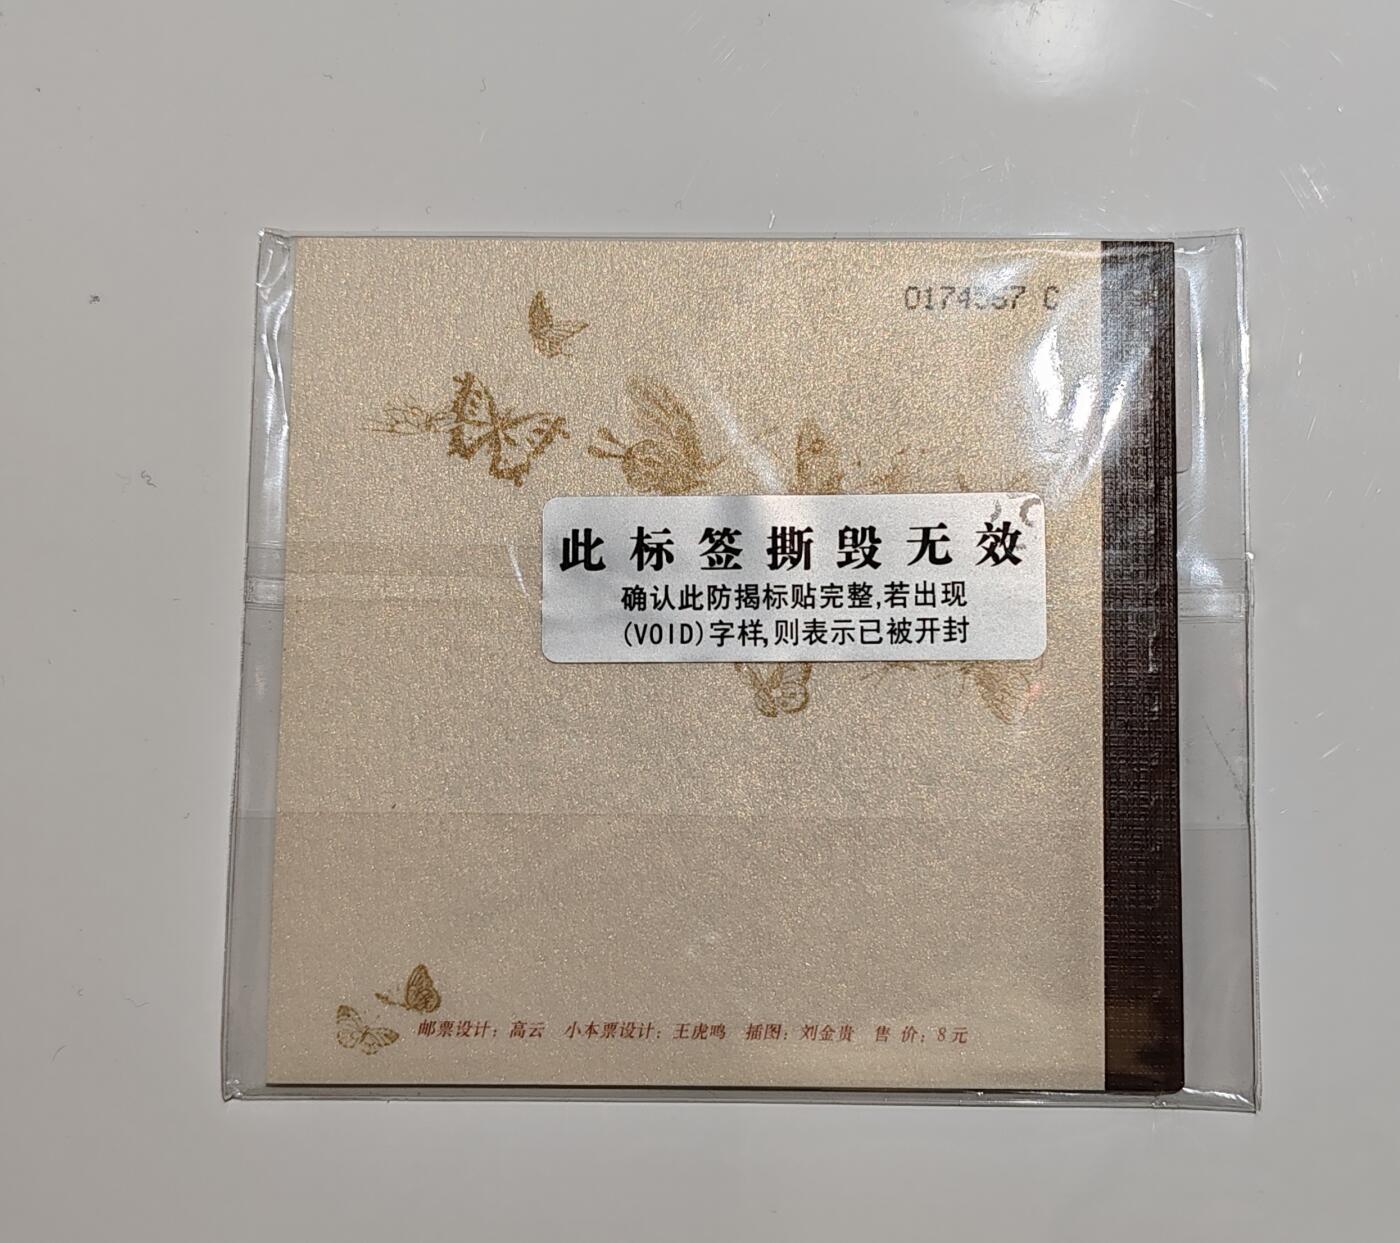 此标签撕毁无效
确认此防揭标贴完整,若出现
(VOID)字样,则表示已被开封
邮票设计：高云 小本票设计：王虎鸣 插图：刘金贵 售 价：8元